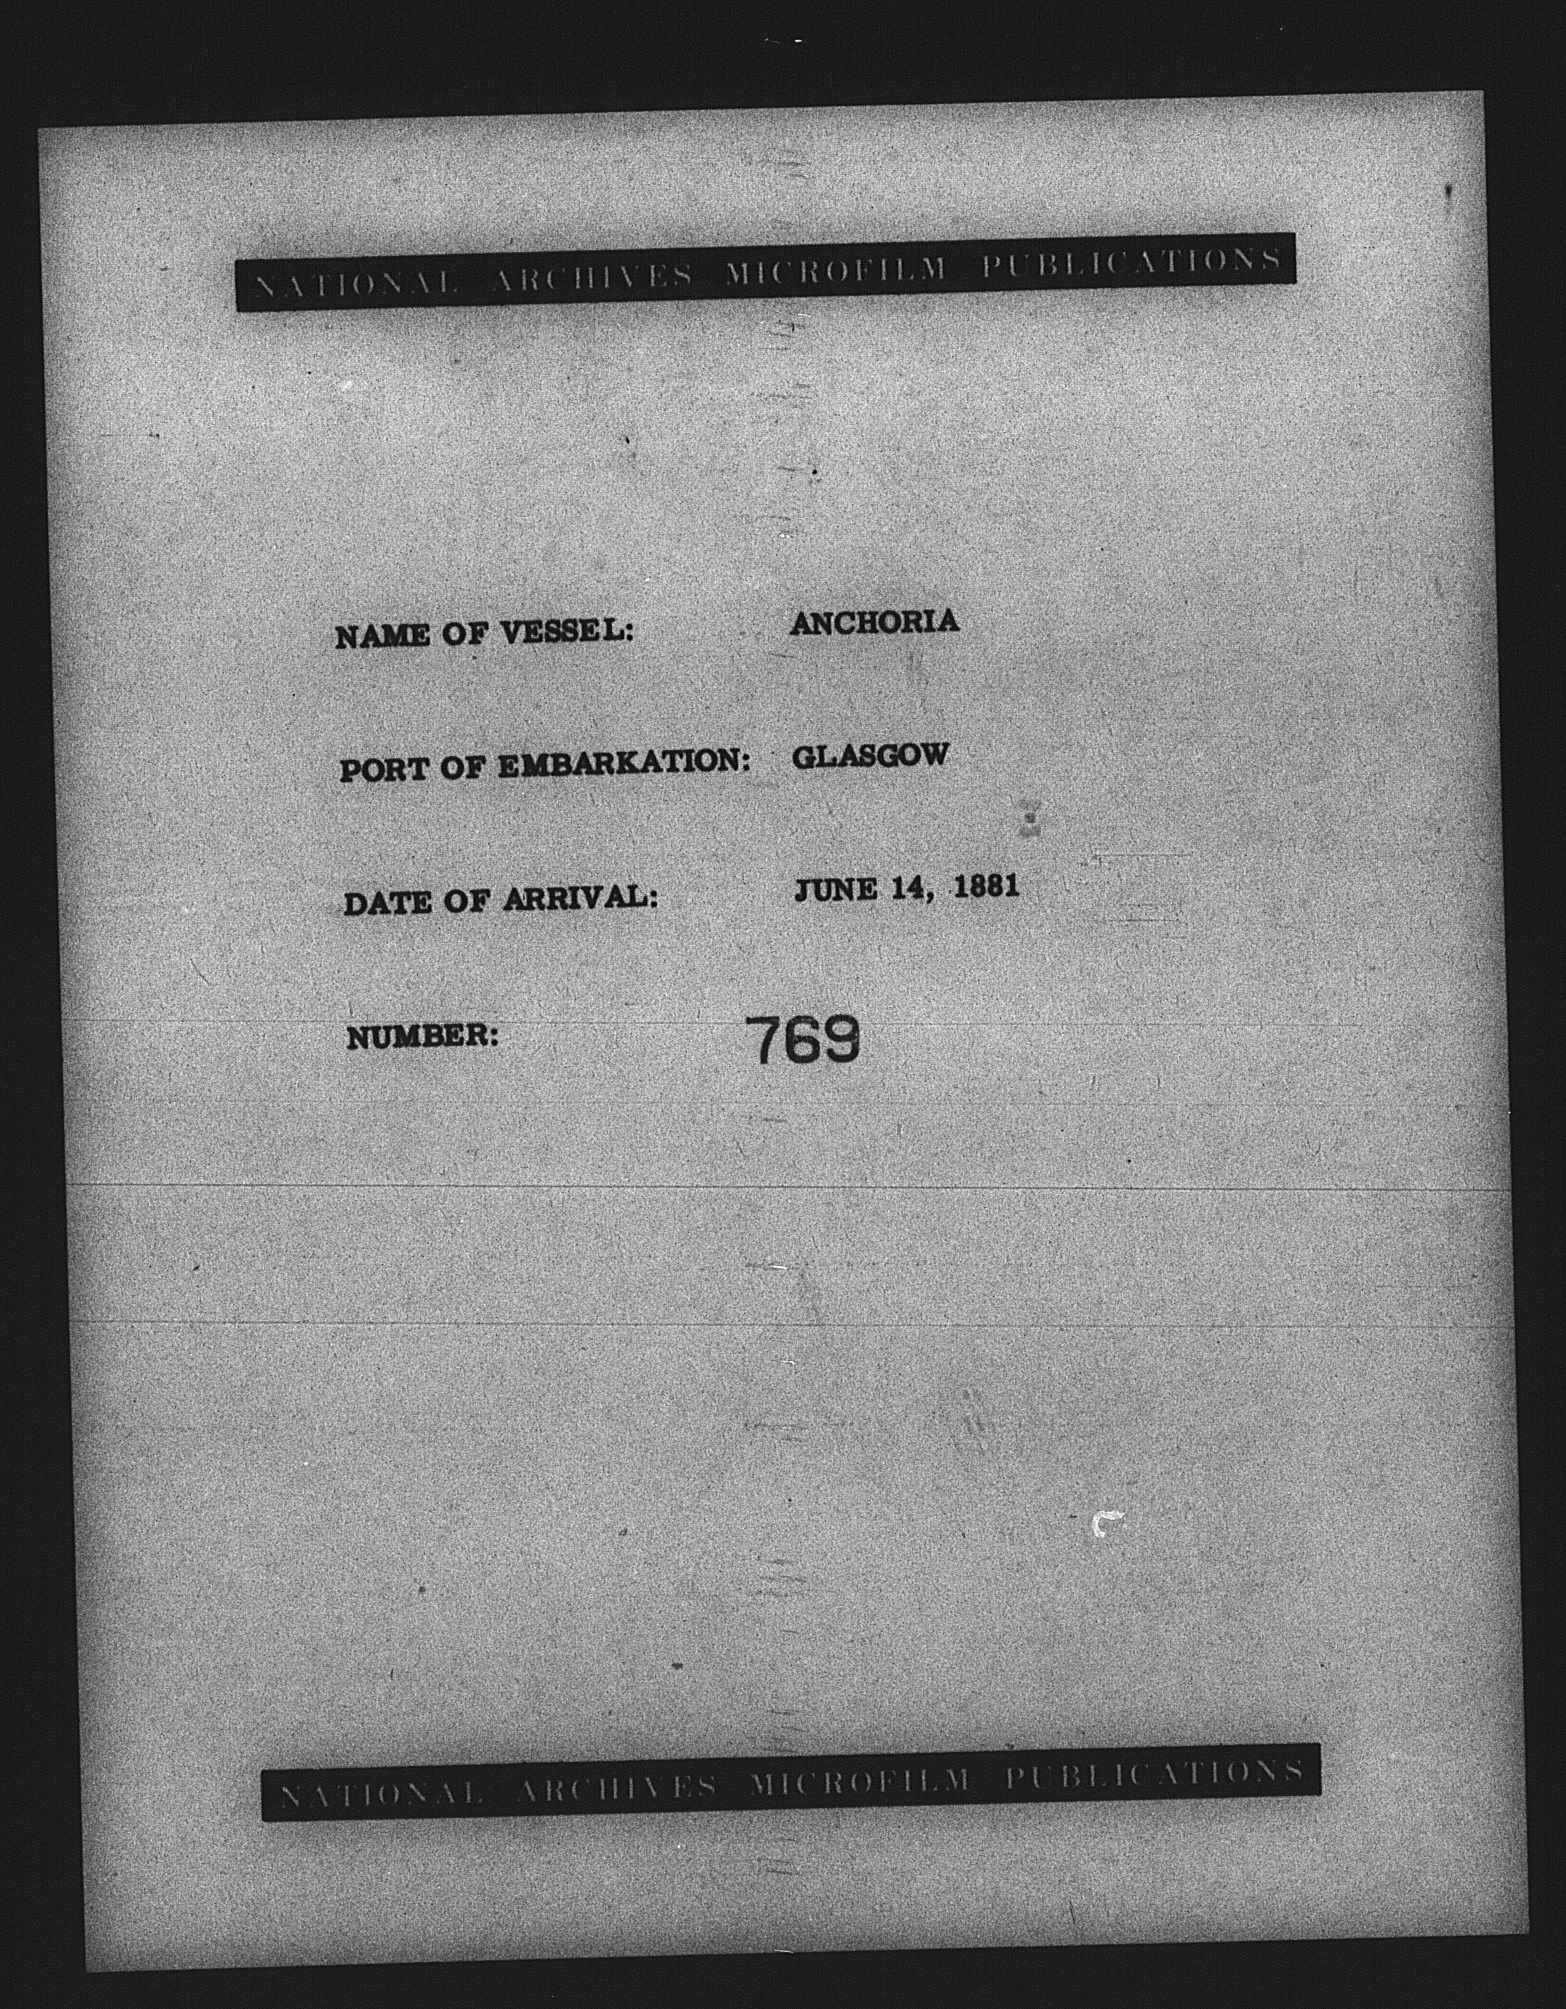 NATIONAL ARCHIVES MICROFILM PUBLICATIONS
NAME OF VESSEL: ANCHORIA
PORT OF EMBARKATION: GLASGOW
DATE OF ARRIVAL: JUNE 14, 1881
NUMBER: 769
NATIONAL ARCHIVES MICROFILM PUBLICATIONS